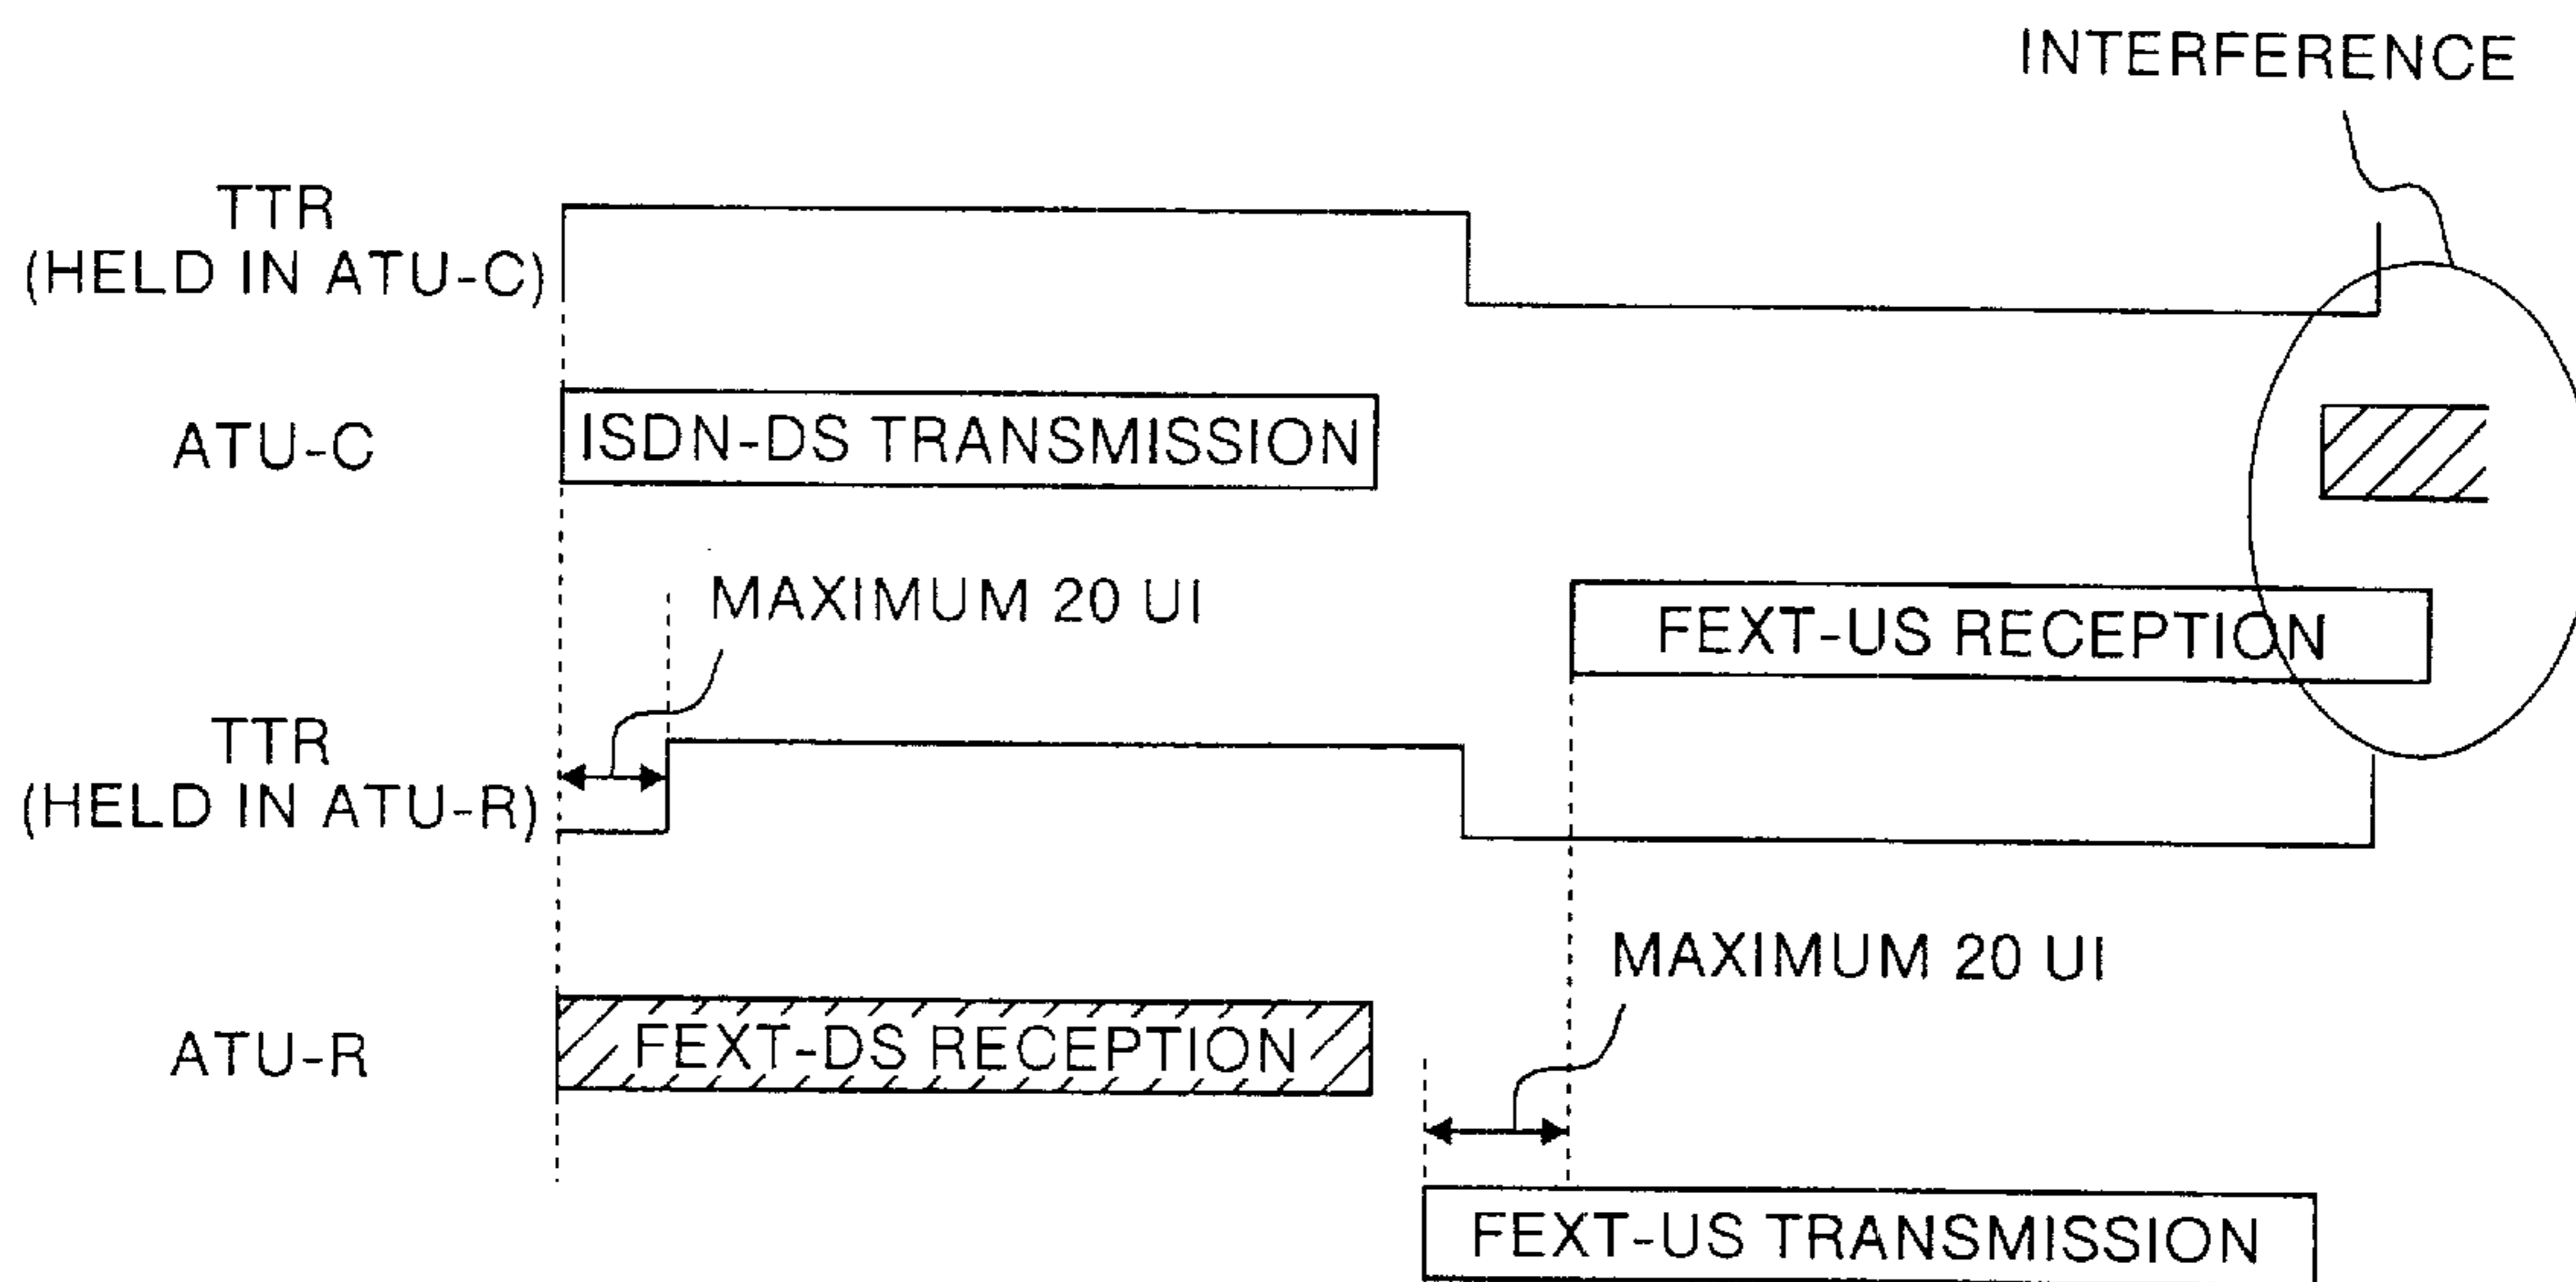 INTERFERENCE
TTR
(HELD IN ATU-C)
ATU-C
ISDN-DS TRANSMISSION
MAXIMUM 20 UI
FEXT-US RECEPTION
TTR
(HELD IN ATU-R)
MAXIMUM 20 UI
ATU-R
FEXT-DS RECEPTION
FEXT-US TRANSMISSION